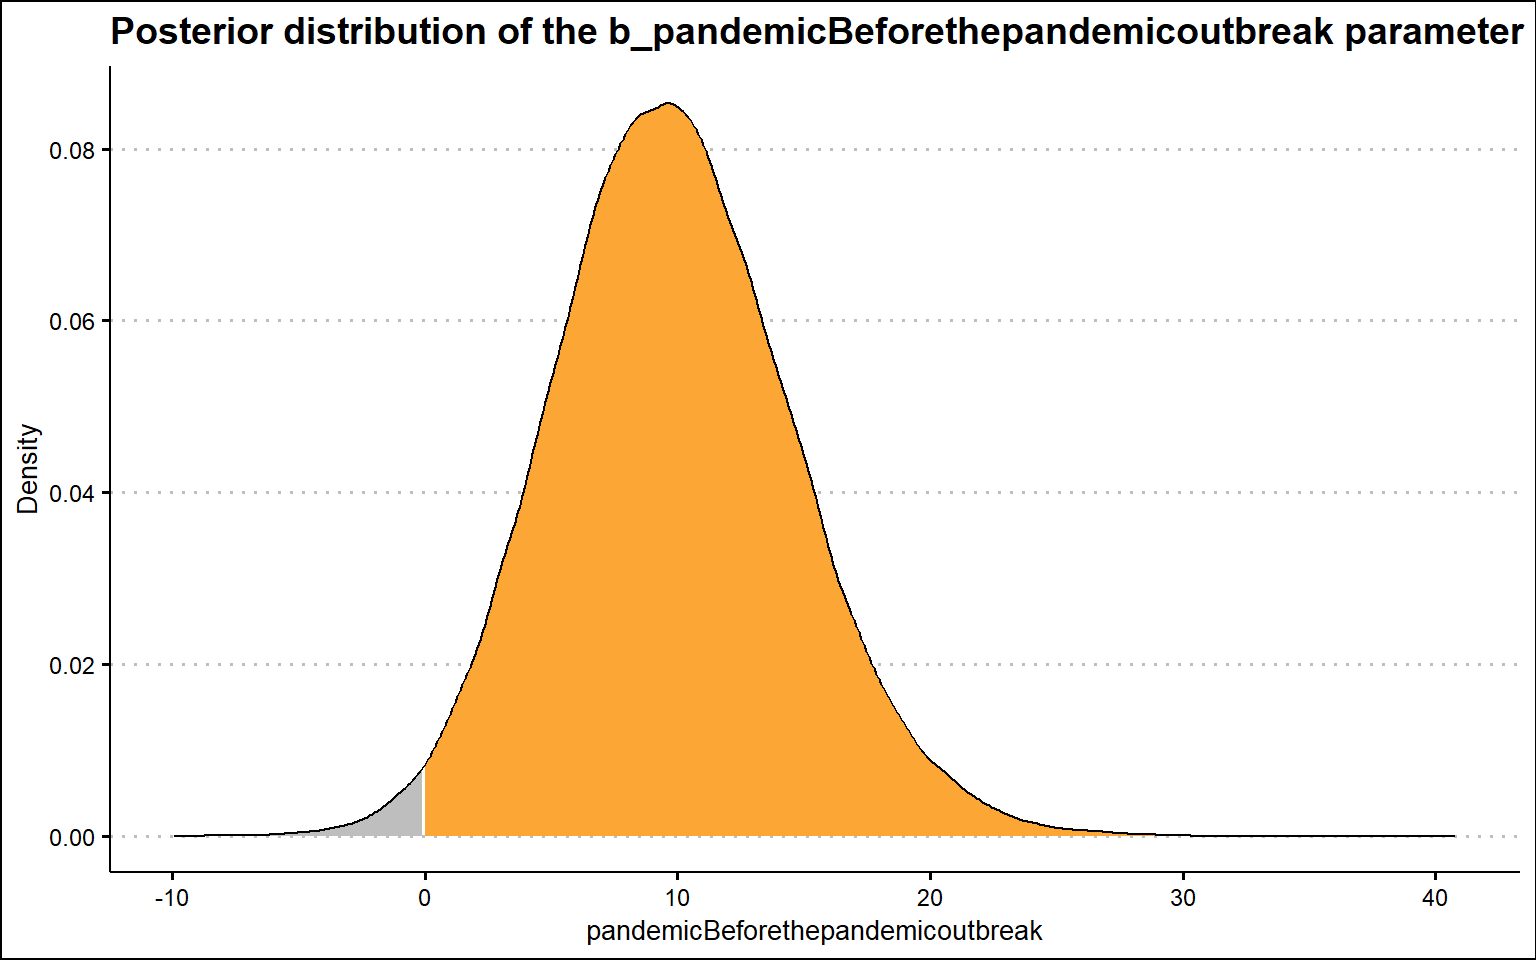 Posterior distribution of the b_pandemicBeforethepandemicoutbreak parameter
0.08
0.06
0.04
0.02
0.00
Density
-10 0 10 20 30 40
pandemicBeforethepandemicoutbreak